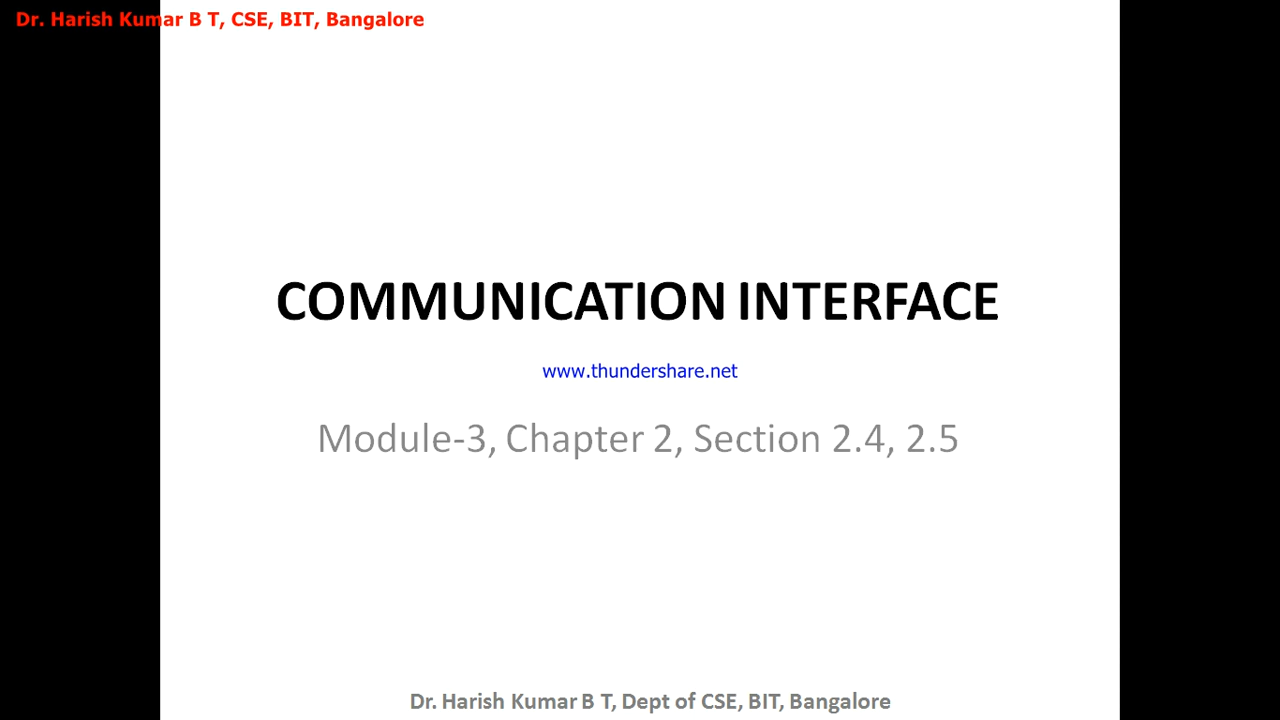 Dr. Harish Kumar B T, CSE, BIT, Bangalore
COMMUNICATION INTERFACE
www.thundershare.net
Module-3, Chapter 2, Section 2.4, 2.5
Dr. Harish Kumar B T, Dept of CSE, BIT, Bangalore